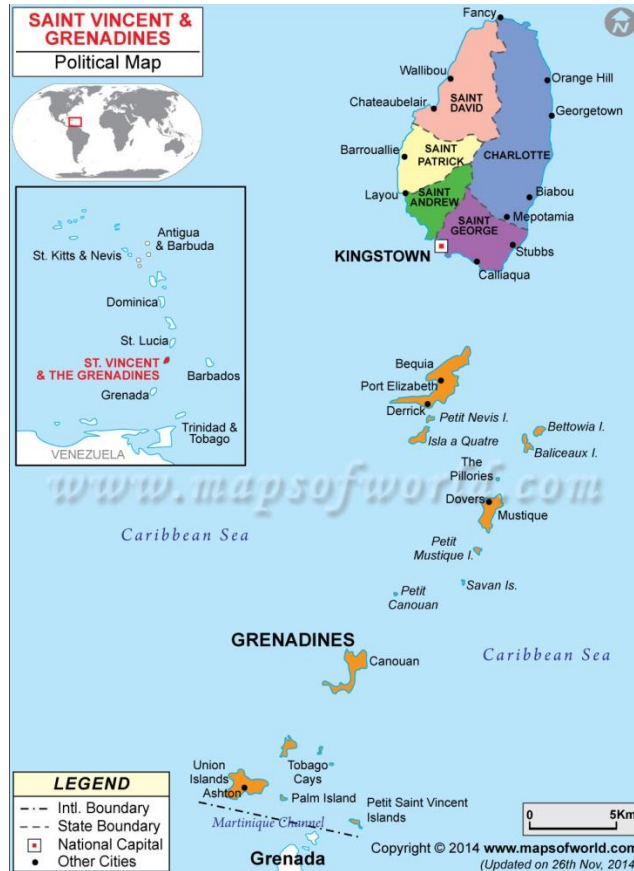 SAINT VINCENT &
GRENADINES
Political Map
N
Fancy
Wallibou
Orange Hill
Chateaubelair
SAINT
DAVID
Georgetown
Barrouallie
SAINT
PATRICK
CHARLOTTE
Layou
SAINT
ANDREW
Biabou
SAINT
GEORGE
Mepotamia
KINGSTOWN
Stubbs
Calliaqua
Antigua
& Barbuda
St. Kitts & Nevis
Dominica
St. Lucia
ST. VINCENT
& THE GRENADINES
Barbados
Grenada
Trinidad &
Tobago
VENEZUELA
Bequia
Port Elizabeth
Derrick
Petit Nevis I.
Isla a Quatre
Bettowia I.
Baliceaux I.
The
Pillories
www.mapsofworld.com
Dovers
Mustique
Caribbean Sea
Petit
Mustique I.
Savan Is.
Petit
Canouan
GRENADINES
Canouan
Caribbean Sea
Union
Islands
Ashton
Tobago
Cays
Palm Island
Petit Saint Vincent
Islands
Martinique Channel
Grenada
LEGEND
Intl. Boundary
State Boundary
National Capital
Other Cities
0 5Km
Copyright © 2014 www.mapsofworld.com
(Updated on 26th Nov, 2014)